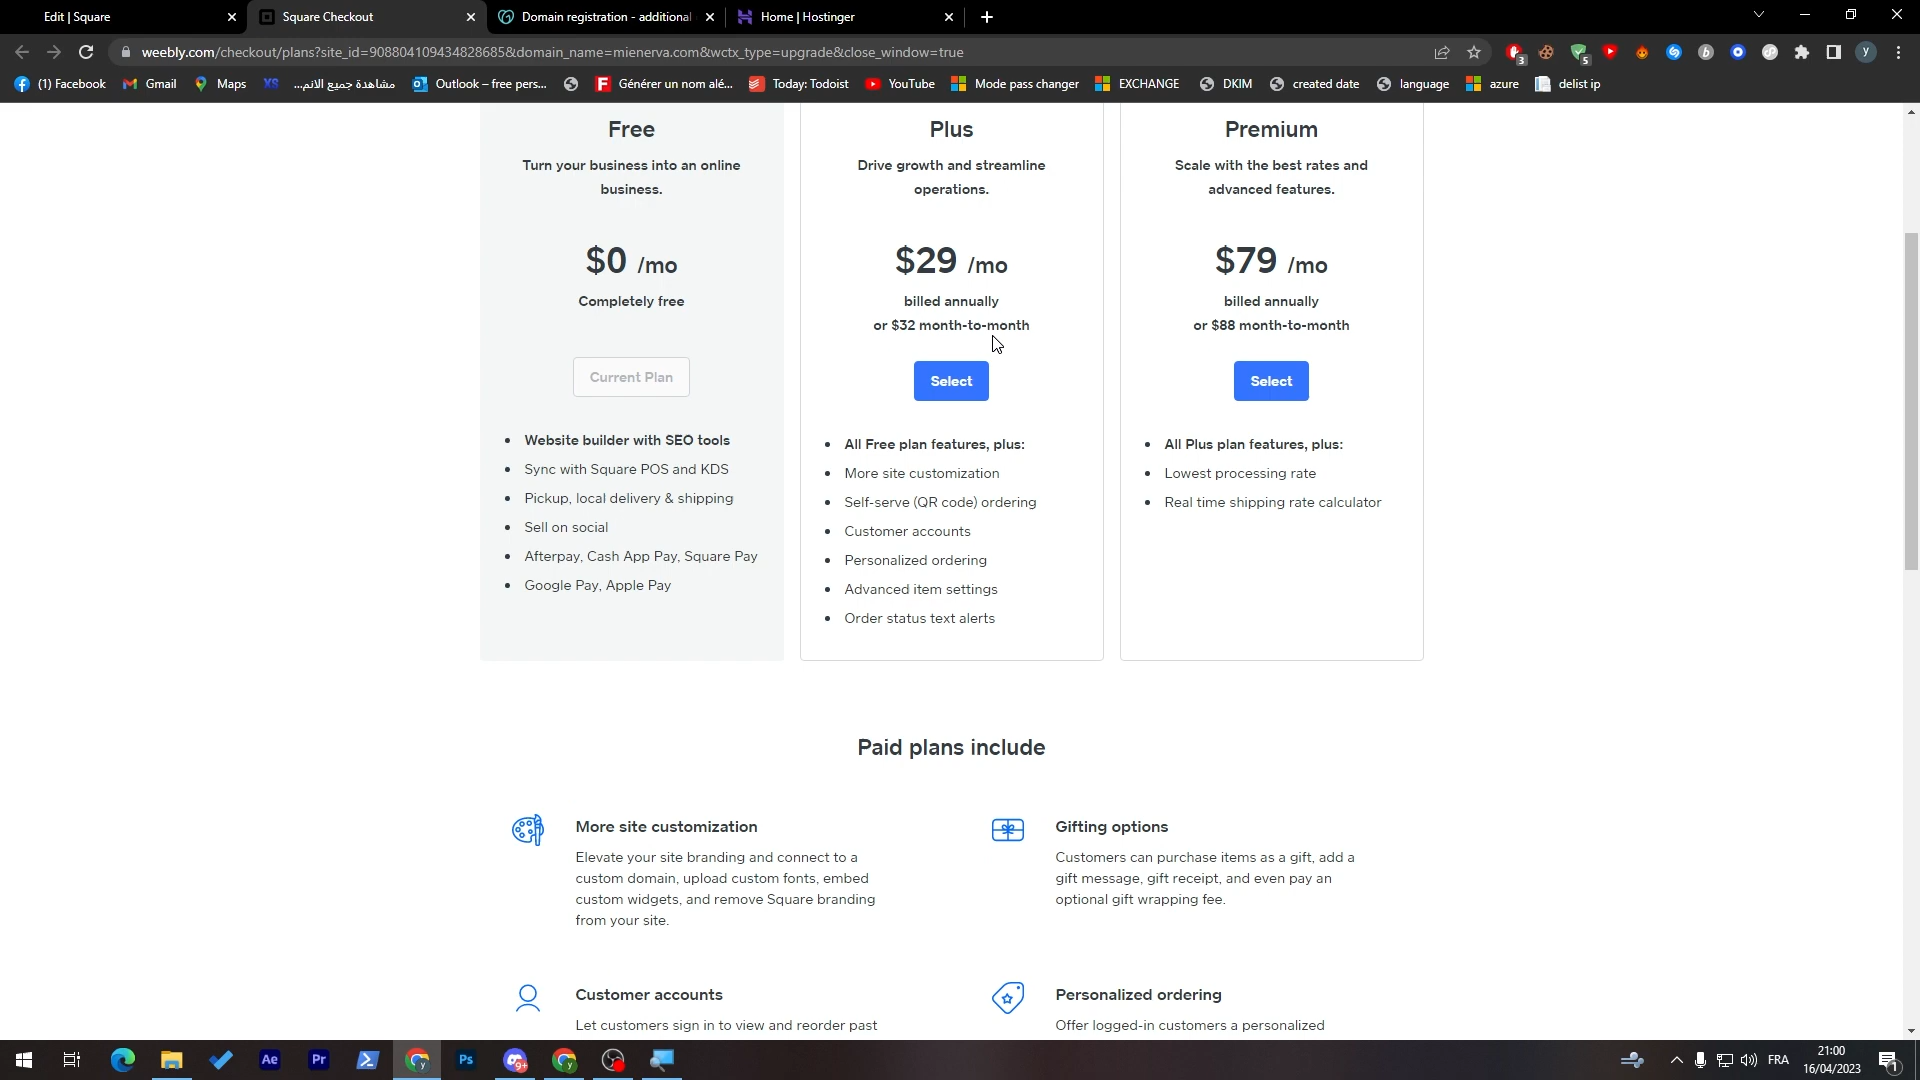 Edit | Square
Square Checkout
Domain registration - additional
Home | Hostinger
weebly.com/checkout/plans?site_id=908804109434828685&domain_name=mienerva.com&wctx_type=upgrade&close_window=true
3
5
b
y
(1) Facebook
Gmail
Maps
XS
مشاهدة جميع الانم...
Outlook – free pers...
F
Générer un nom alé...
Today: Todoist
YouTube
Mode pass changer
EXCHANGE
DKIM
created date
language
azure
delist ip
Free
Turn your business into an online
business.
$0 /mo
Completely free
Current Plan
• Website builder with SEO tools
• Sync with Square POS and KDS
• Pickup, local delivery & shipping
• Sell on social
• Afterpay, Cash App Pay, Square Pay
• Google Pay, Apple Pay
Plus
Drive growth and streamline
operations.
$29 /mo
billed annually
or $32 month-to-month
Select
• All Free plan features, plus:
• More site customization
• Self-serve (QR code) ordering
• Customer accounts
• Personalized ordering
• Advanced item settings
• Order status text alerts
Premium
Scale with the best rates and
advanced features.
$79 /mo
billed annually
or $88 month-to-month
Select
• All Plus plan features, plus:
• Lowest processing rate
• Real time shipping rate calculator
Paid plans include
More site customization
Elevate your site branding and connect to a
custom domain, upload custom fonts, embed
custom widgets, and remove Square branding
from your site.
Gifting options
Customers can purchase items as a gift, add a
gift message, gift receipt, and even pay an
optional gift wrapping fee.
Customer accounts
Let customers sign in to view and reorder past
Personalized ordering
Offer logged-in customers a personalized
Ae
Pr
y
Ps
9+
y
FRA
21:00
16/04/2023
1